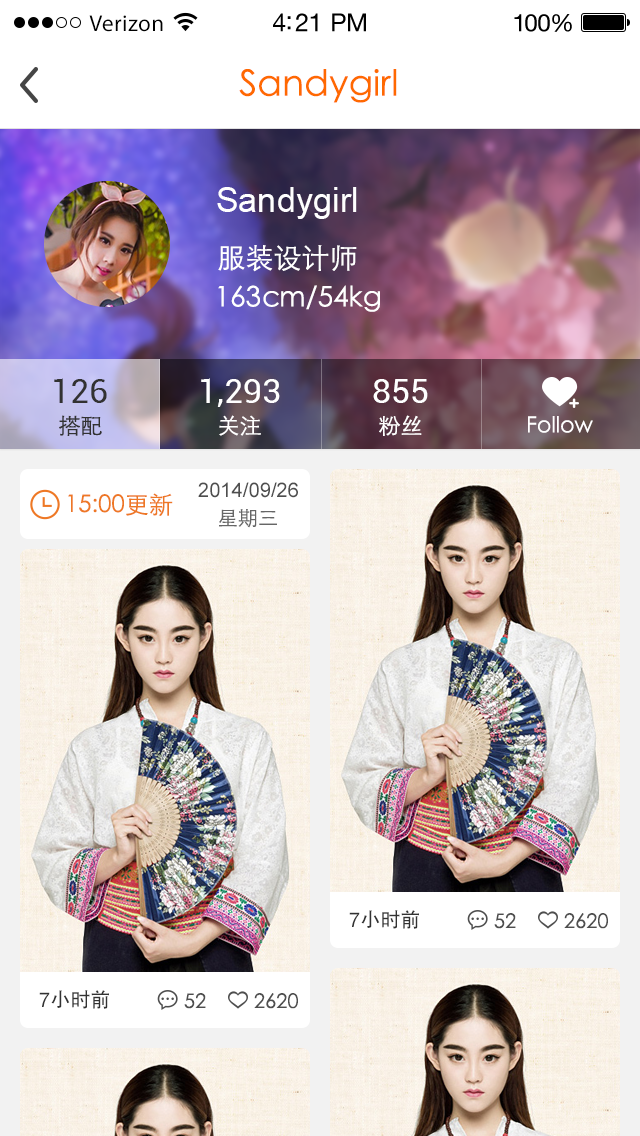 Verizon 4:21 PM 100%
Sandygirl
Sandygirl
服装设计师
163cm/54kg
126 1,293 855
搭配 关注 粉丝 Follow
15:00更新
2014/09/26
星期三
7小时前 52 2620
7小时前 52 2620